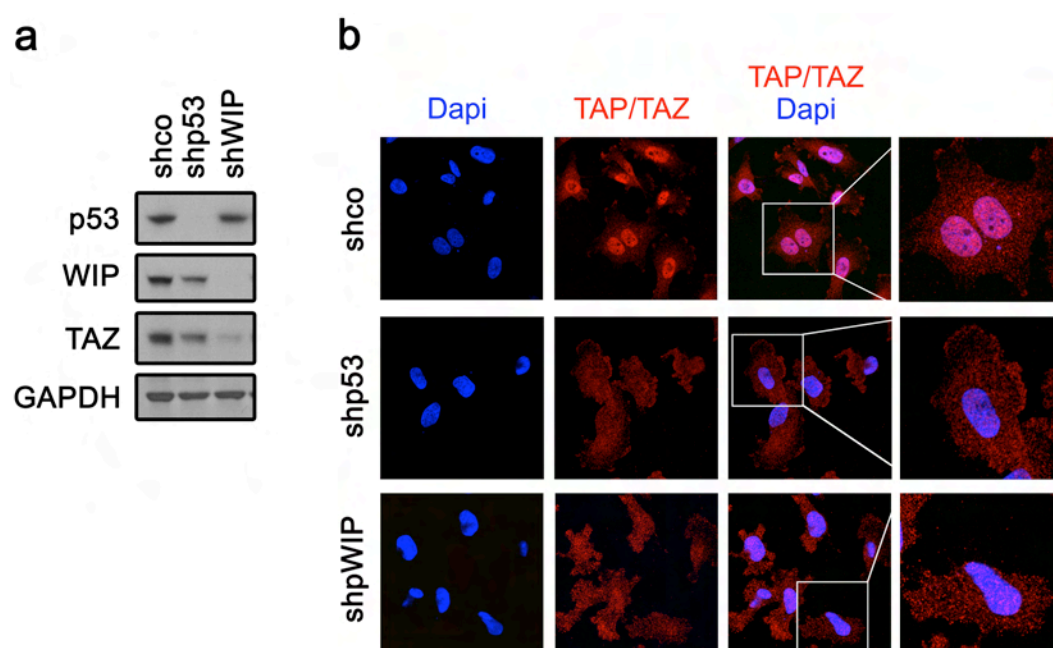 a
shco
shp53
shWIP
p53
WIP
TAZ
GAPDH
b
Dapi
TAP/TAZ
TAP/TAZ
Dapi
shco
shp53
shpWIP